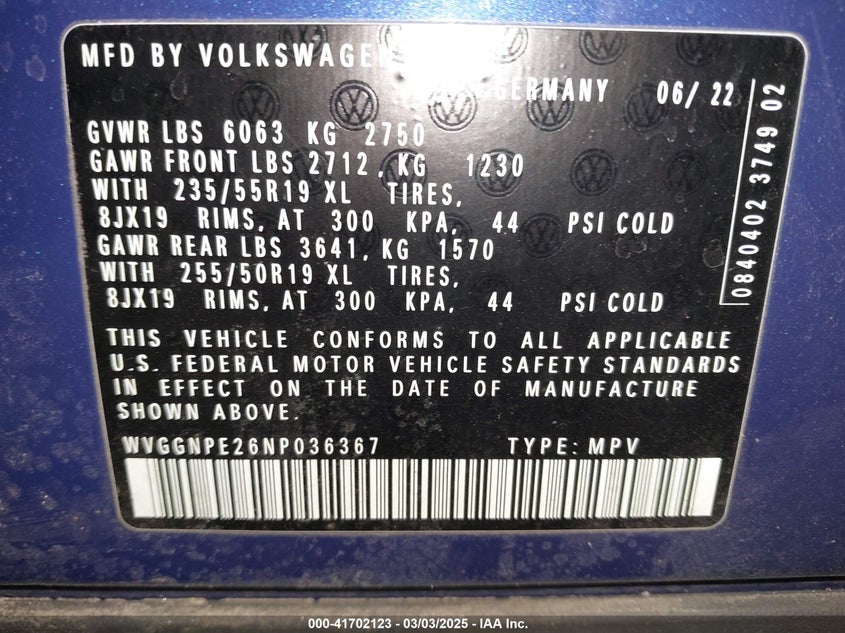 MFD BY VOLKSWAGEN
GERMANY 06/ 22
GVWR LBS 6063 KG 2750
GAWR FRONT LBS 2712, KG 1230
WITH 235/55R19 XL TIRES,
8JX19 RIMS, AT 300 KPA, 44 PSI COLD
GAWR REAR LBS 3641, KG 1570
WITH 255/50R19 XL TIRES,
8JX19 RIMS, AT 300 KPA, 44 PSI COLD
THIS VEHICLE CONFORMS TO ALL APPLICABLE
U.S. FEDERAL MOTOR VEHICLE SAFETY STANDARDS
IN EFFECT ON THE DATE OF MANUFACTURE
SHOWN ABOVE.
WVGGNPE26NP036367 TYPE: MPV
0840402 3749 02
000-41702123 - 03/03/2025 - IAA Inc.